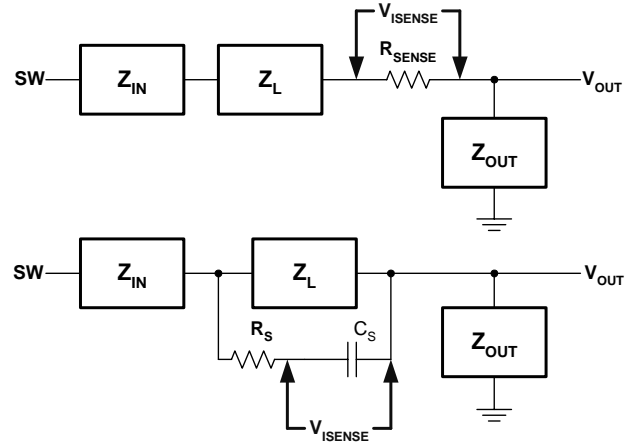 V_ISENSE
R_SENSE
SW
Z_IN
Z_L
V_OUT
Z_OUT
SW
Z_IN
Z_L
V_OUT
R_S
C_S
Z_OUT
V_ISENSE